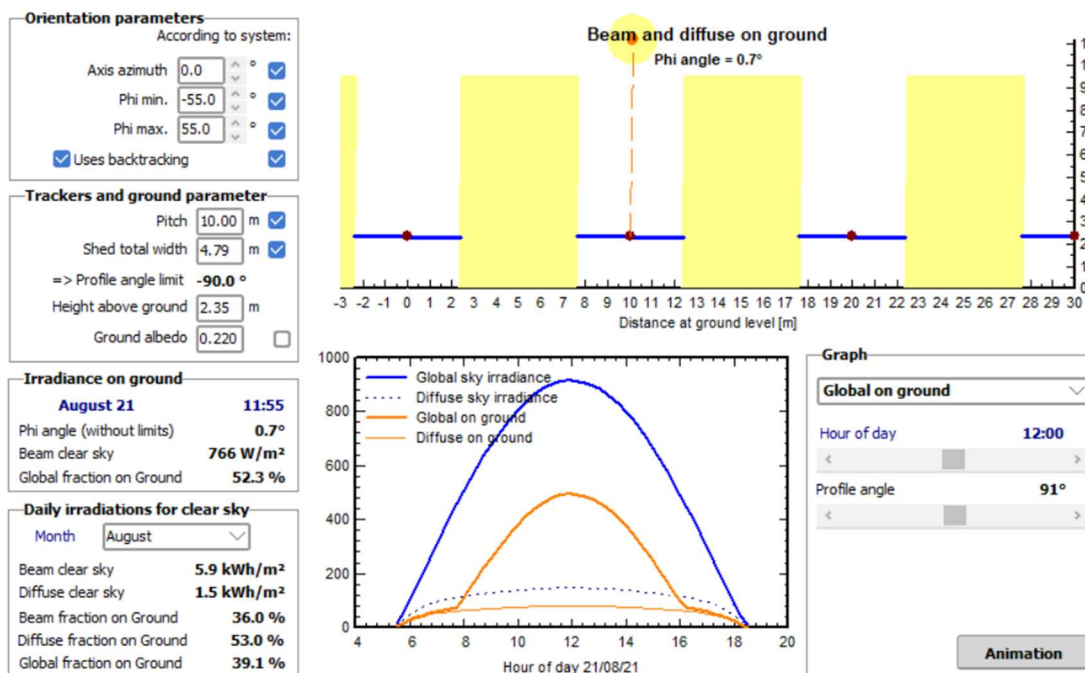 Orientation parameters
According to system:
Axis azimuth 0.0 °
Phi min. -55.0 °
Phi max. 55.0 °
Uses backtracking
Trackers and ground parameter
Pitch 10.00 m
Shed total width 4.79 m
=> Profile angle limit -90.0 °
Height above ground 2.35 m
Ground albedo 0.220
Irradiance on ground
August 21 11:55
Phi angle (without limits) 0.7°
Beam clear sky 766 W/m²
Global fraction on Ground 52.3 %
Daily irradiations for clear sky
Month August
Beam clear sky 5.9 kWh/m²
Diffuse clear sky 1.5 kWh/m²
Beam fraction on Ground 36.0 %
Diffuse fraction on Ground 53.0 %
Global fraction on Ground 39.1 %
Beam and diffuse on ground
Phi angle = 0.7°
9
8
7
6
5
4
3
2
1
0
-3 -2 -1 0 1 2 3 4 5 6 7 8 9 10 11 12 13 14 15 16 17 18 19 20 21 22 23 24 25 26 27 28 29 30
Distance at ground level [m]
1000
800
600
400
200
0
Global sky irradiance
Diffuse sky irradiance
Global on ground
Diffuse on ground
4 6 8 10 12 14 16 18 20
Hour of day 21/08/21
Graph
Global on ground
Hour of day 12:00
Profile angle 91°
Animation